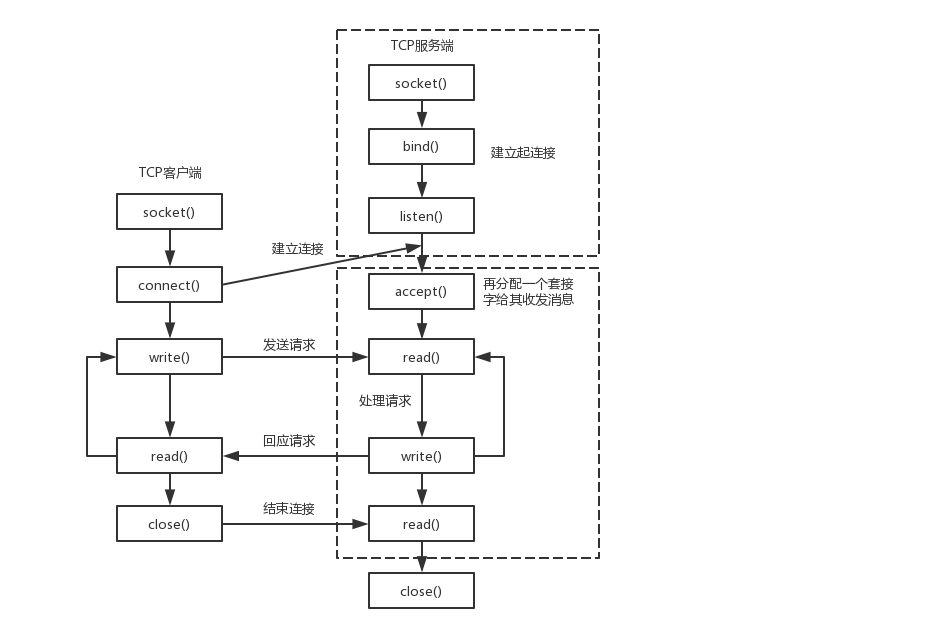 TCP服务端
socket()
bind()
建立起连接
TCP客户端
socket()
listen()
建立连接
connect()
accept()
再分配一个套接
字给其收发消息
write()
发送请求
read()
处理请求
read()
回应请求
write()
close()
结束连接
read()
close()